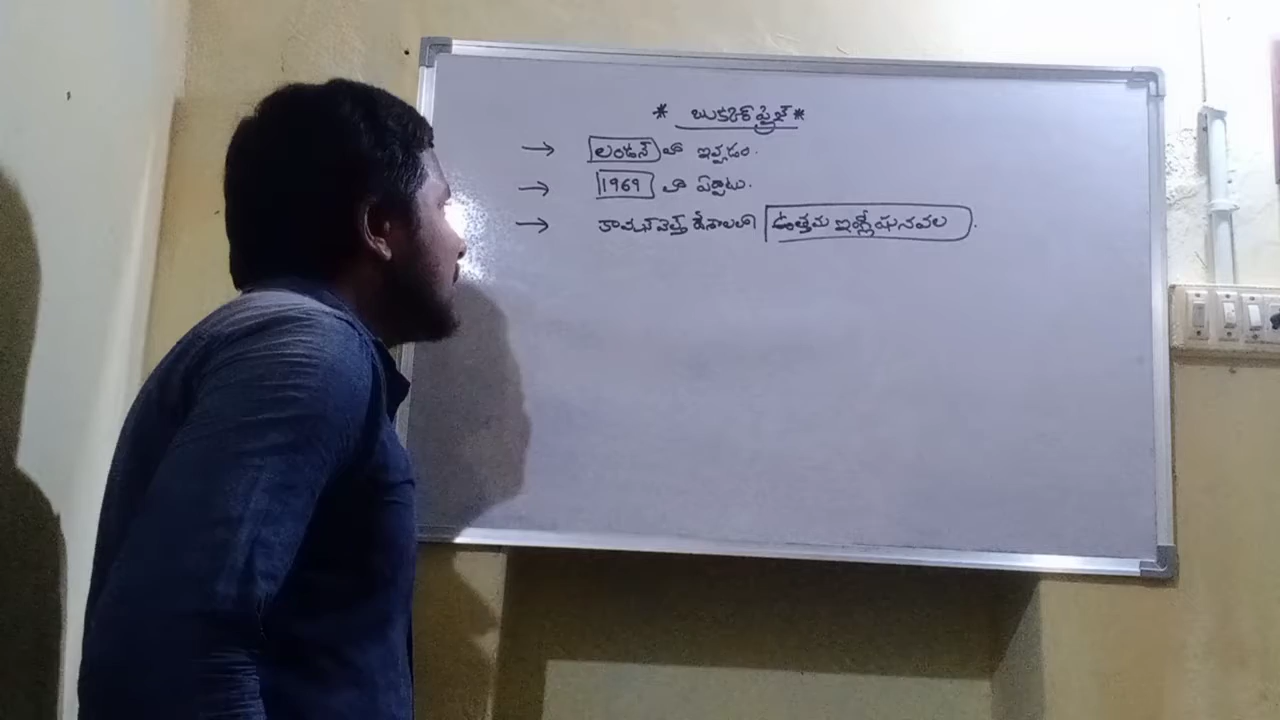 * బుకర్ ప్రైజ్ *
→ లండన్ లో ఇవ్వడం.
→ 1969 లో ఏర్పాటు.
→ కామన్ వెల్త్ దేశాలలో ఉత్తమ ఇంగ్లీషు నవల.